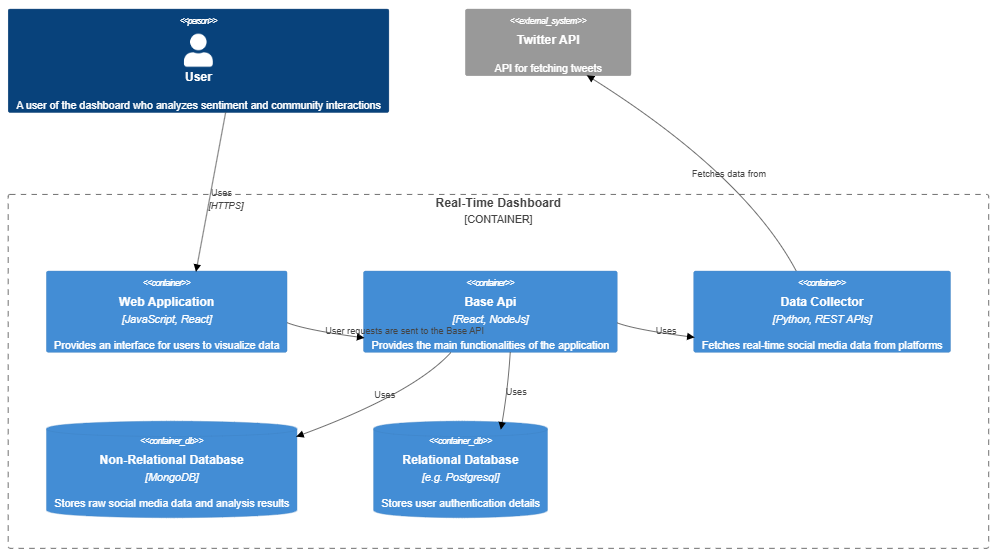 <<person>>
User
A user of the dashboard who analyzes sentiment and community interactions
<<external_system>>
Twitter API
API for fetching tweets
Fetches data from
Uses
[HTTPS]
Real-Time Dashboard
[CONTAINER]
<<container>>
Web Application
[JavaScript, React]
Provides an interface for users to visualize data
User requests are sent to the Base API
<<container>>
Base Api
[React, NodeJs]
Provides the main functionalities of the application
Uses
<<container>>
Data Collector
[Python, REST APIs]
Fetches real-time social media data from platforms
Uses
Uses
<<container_db>>
Non-Relational Database
[MongoDB]
Stores raw social media data and analysis results
<<container_db>>
Relational Database
[e.g. Postgresql]
Stores user authentication details